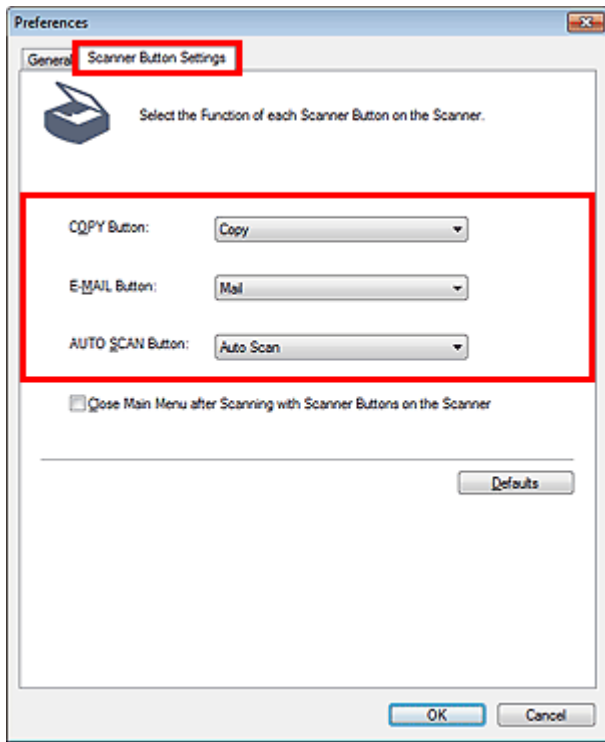 Preferences
General
Scanner Button Settings
Select the Function of each Scanner Button on the Scanner.
COPY Button: Copy
E-MAIL Button: Mail
AUTO SCAN Button: Auto Scan
Close Main Menu after Scanning with Scanner Buttons on the Scanner
Defaults
OK Cancel